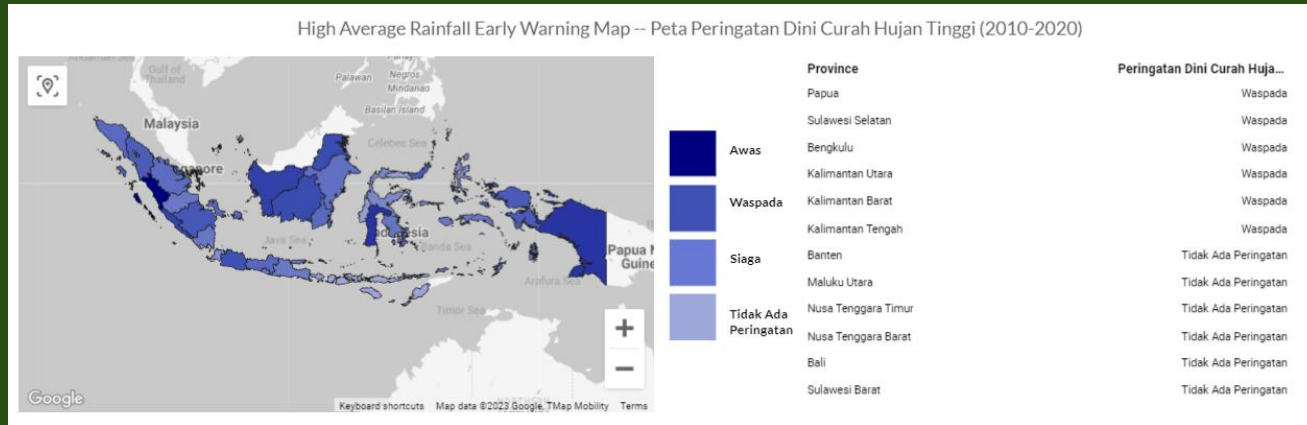 High Average Rainfall Early Warning Map -- Peta Peringatan Dini Curah Hujan Tinggi (2010-2020)
Andaman Sea
Gulf of
Thailand
Palawan
Panay
Negros
Mindanao
Basilan Island
Malaysia
Celebes Sea
Java Sea
Banda Sea
Papua N
Guine
Arafura Sea
Timor Sea
Google
Keyboard shortcuts Map data ©2023 Google, TMap Mobility Terms
Awas
Waspada
Siaga
Tidak Ada
Peringatan
Province Peringatan Dini Curah Huja...
Papua Waspada
Sulawesi Selatan Waspada
Bengkulu Waspada
Kalimantan Utara Waspada
Kalimantan Barat Waspada
Kalimantan Tengah Waspada
Banten Tidak Ada Peringatan
Maluku Utara Tidak Ada Peringatan
Nusa Tenggara Timur Tidak Ada Peringatan
Nusa Tenggara Barat Tidak Ada Peringatan
Bali Tidak Ada Peringatan
Sulawesi Barat Tidak Ada Peringatan